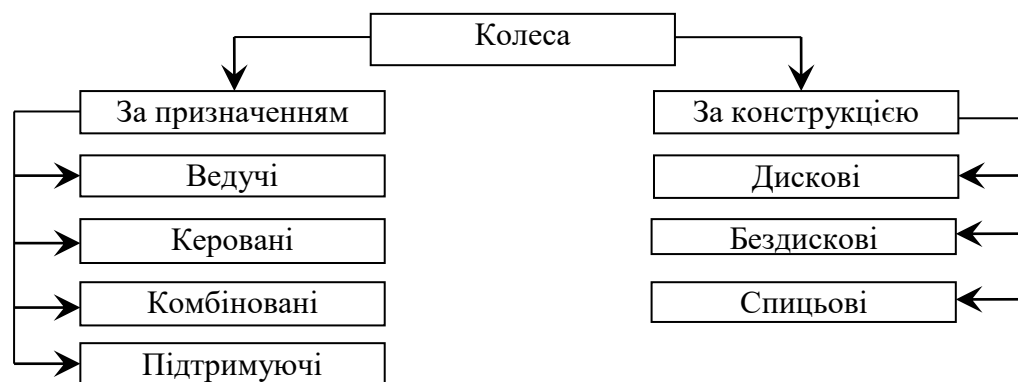 Колеса
За призначенням
Ведучі
Керовані
Комбіновані
Підтримуючі
За конструкцією
Дискові
Бездискові
Спицьові